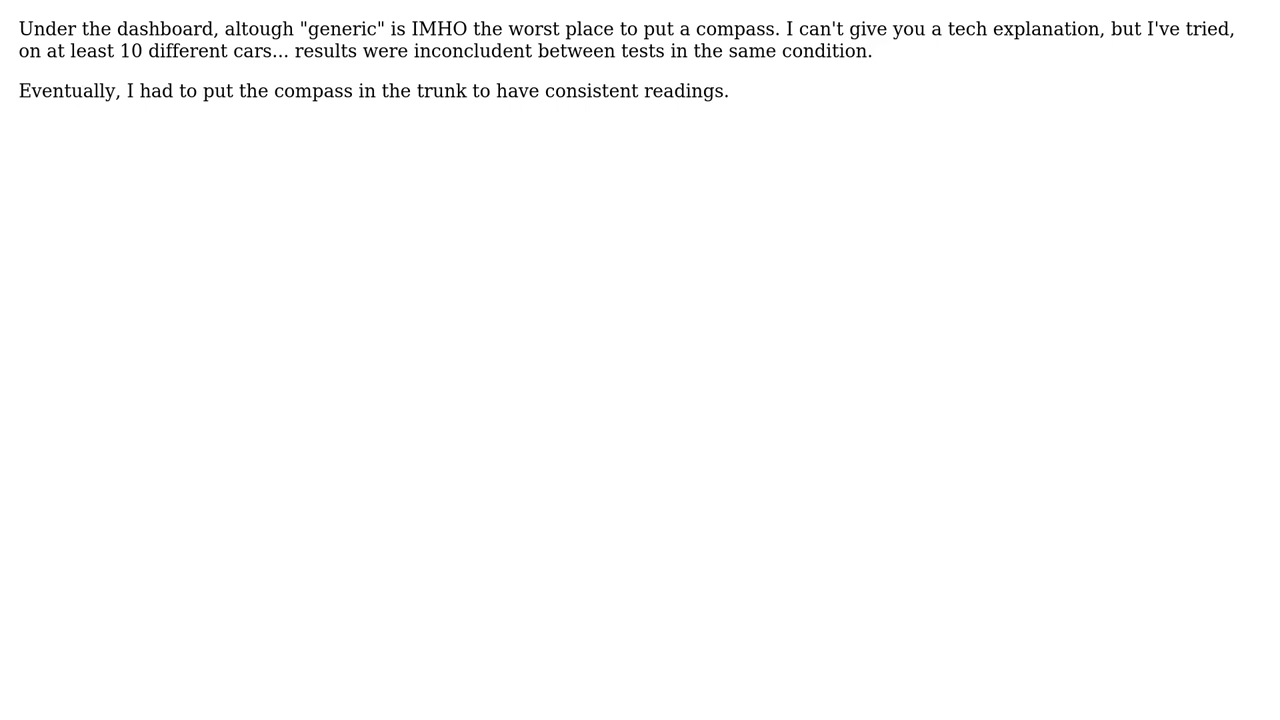 Under the dashboard, altough "generic" is IMHO the worst place to put a compass. I can't give you a tech explanation, but I've tried,
on at least 10 different cars... results were inconcludent between tests in the same condition.
Eventually, I had to put the compass in the trunk to have consistent readings.